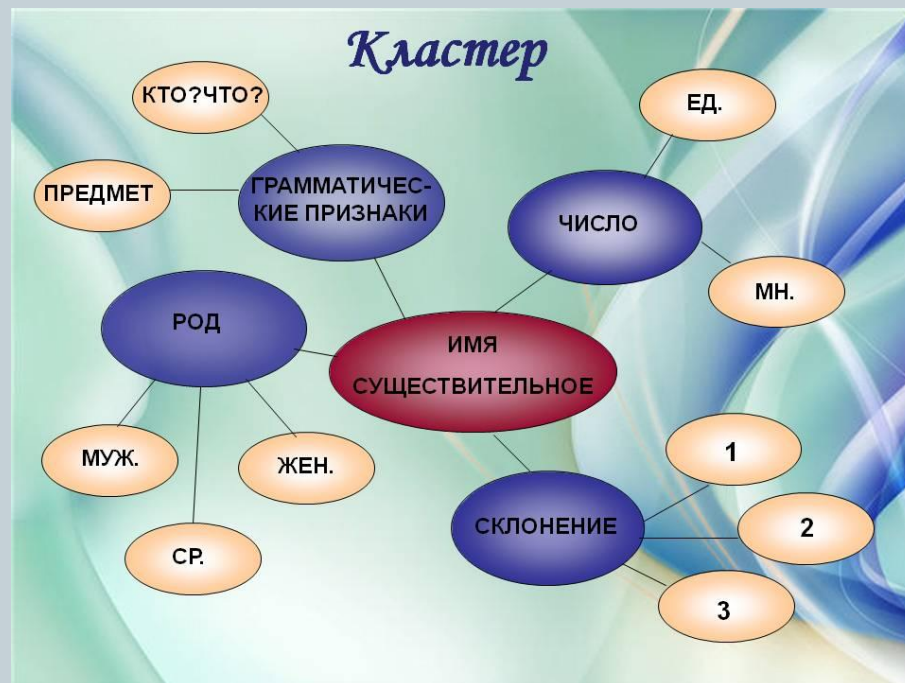 Кластер
КТО?ЧТО?
ПРЕДМЕТ
ГРАММАТИЧЕС-
КИЕ ПРИЗНАКИ
ЕД.
ЧИСЛО
МН.
РОД
ИМЯ
СУЩЕСТВИТЕЛЬНОЕ
МУЖ.
ЖЕН.
СР.
СКЛОНЕНИЕ
1
2
3